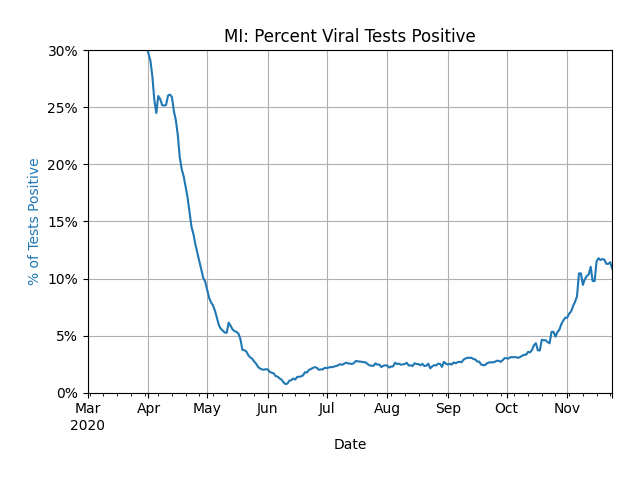 MI: Percent Viral Tests Positive
30%
25%
20%
15%
10%
5%
0%
% of Tests Positive
Mar Apr May Jun Jul Aug Sep Oct Nov
2020
Date